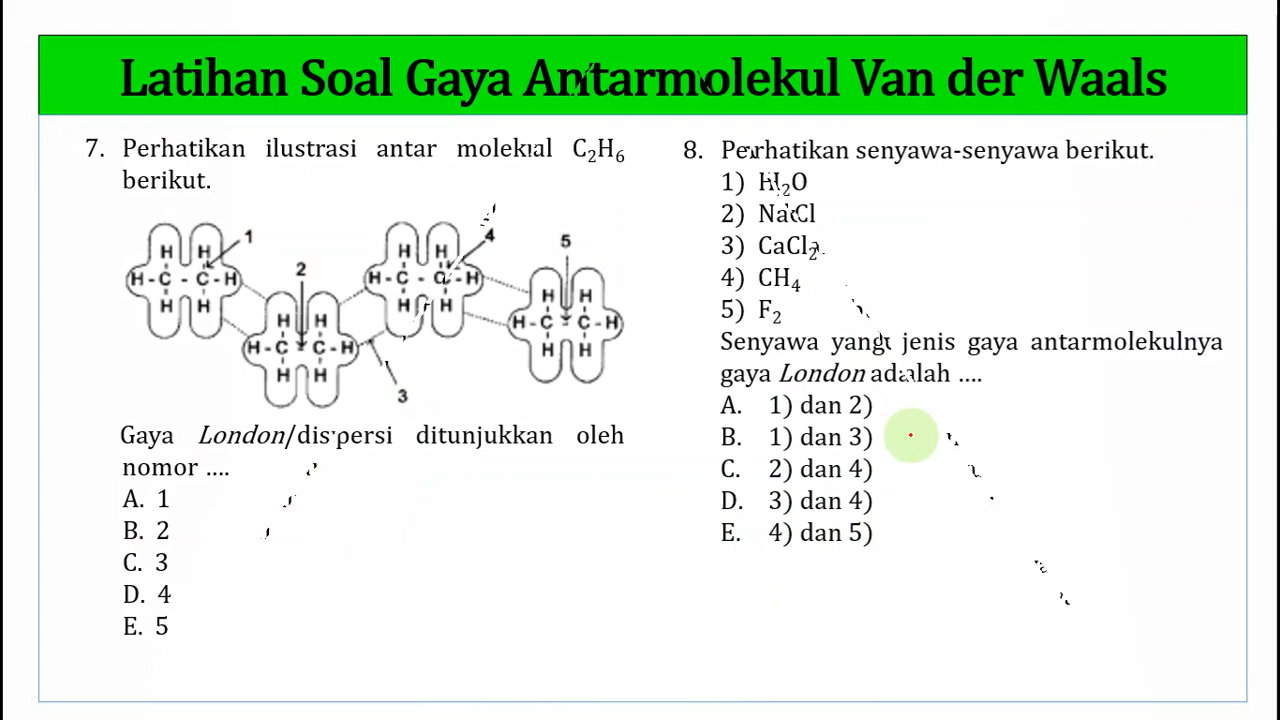 Latihan Soal Gaya Antarmolekul Van der Waals
7. Perhatikan ilustrasi antar molekul C₂H₆
berikut.
1
2
3
4
5
H H
H-C-C-H
H H
H H
H-C-C-H
H H
H H
H-C-C-H
H H
H H
H-C-C-H
H H
Gaya London/dispersi ditunjukkan oleh
nomor ....
A. 1
B. 2
C. 3
D. 4
E. 5
8. Perhatikan senyawa-senyawa berikut.
1) H₂O
2) NaCl
3) CaCl₂
4) CH₄
5) F₂
Senyawa yang jenis gaya antarmolekulnya
gaya London adalah ....
A. 1) dan 2)
B. 1) dan 3)
C. 2) dan 4)
D. 3) dan 4)
E. 4) dan 5)